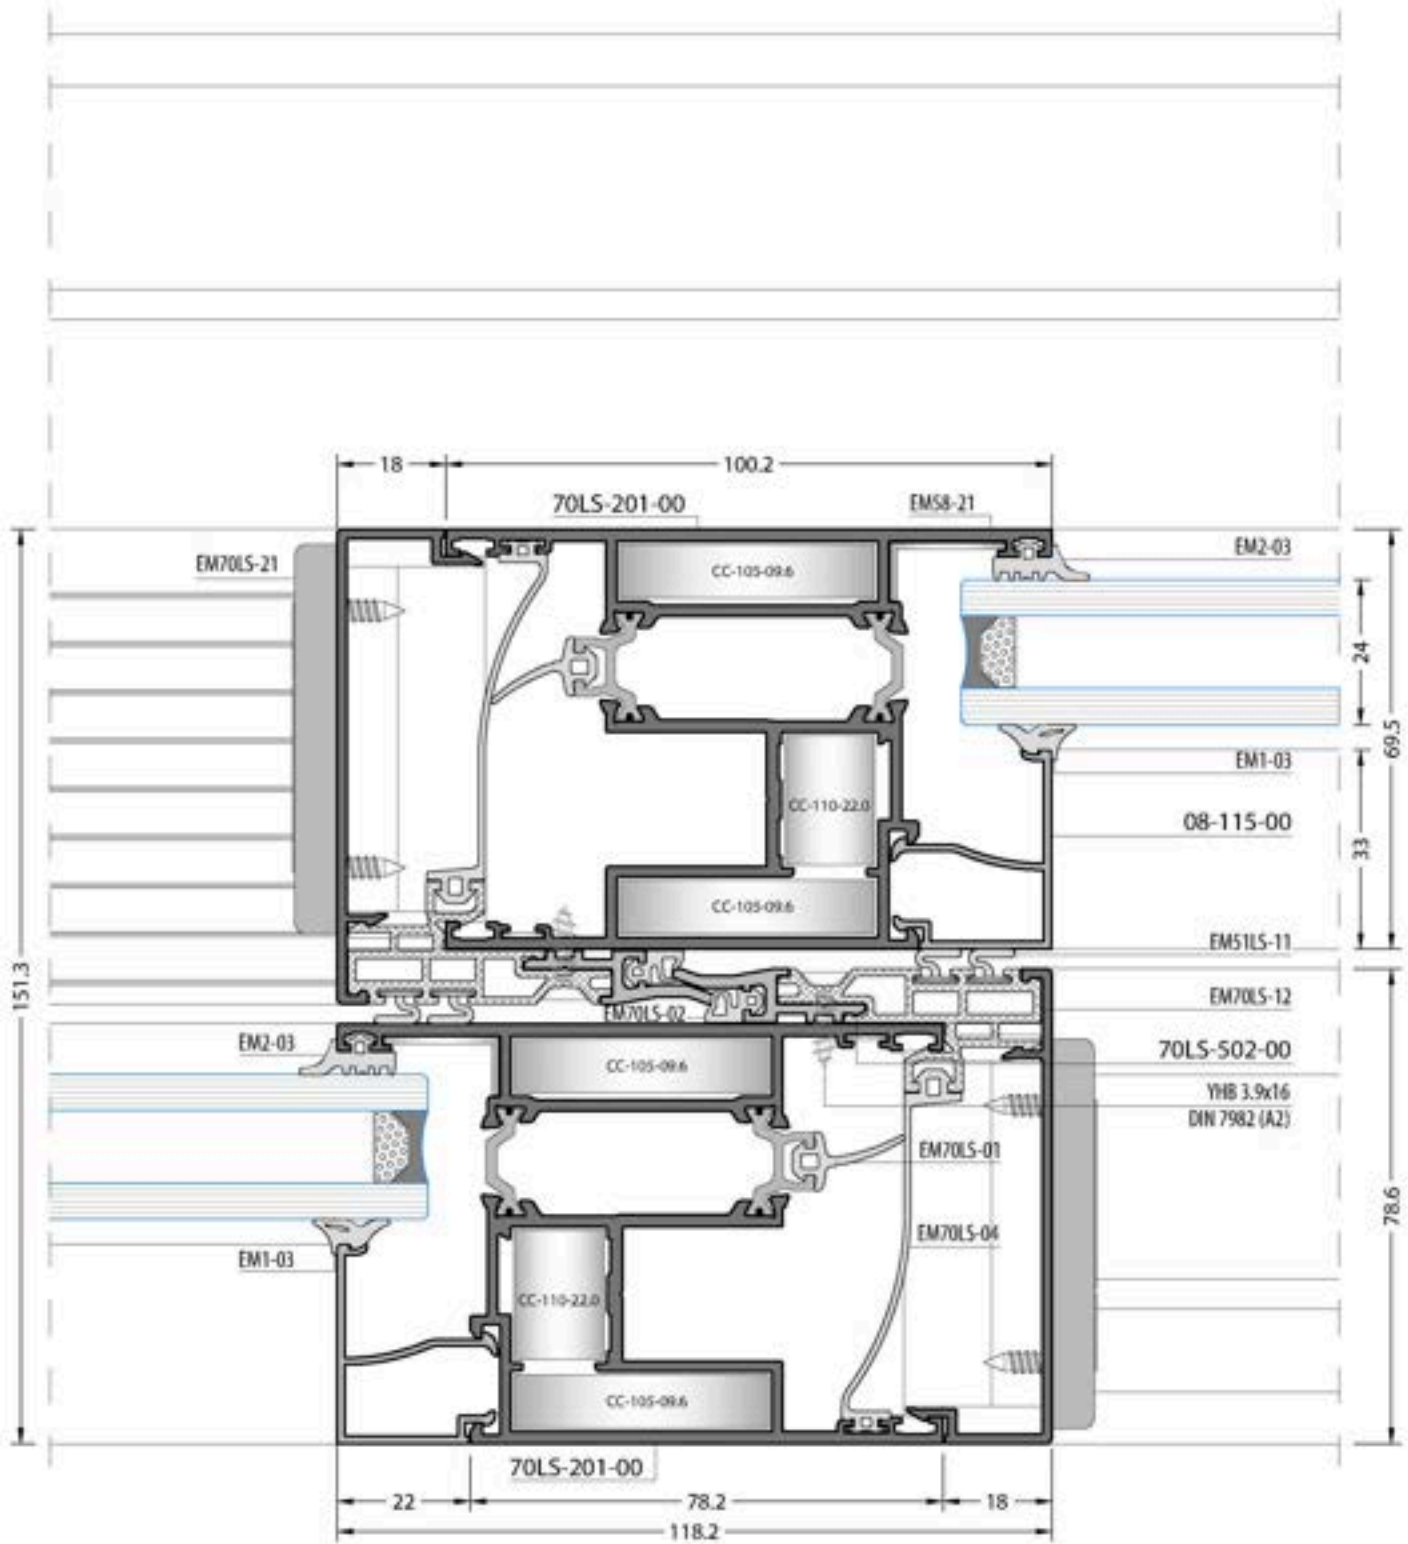 18
100.2
70LS-201-00
EM58-21
EM2-03
EM70LS-21
CC-105-09.6
24
69.5
EM1-03
CC-110-22.0
08-115-00
33
CC-105-09.6
EM51LS-11
151.3
EM70LS-12
EM70LS-02
EM2-03
70LS-502-00
CC-105-09.6
YHB 3.9x16
DIN 7982 (A2)
EM70LS-01
78.6
EM70LS-04
EM1-03
CC-110-22.0
CC-105-09.6
70LS-201-00
22
78.2
18
118.2